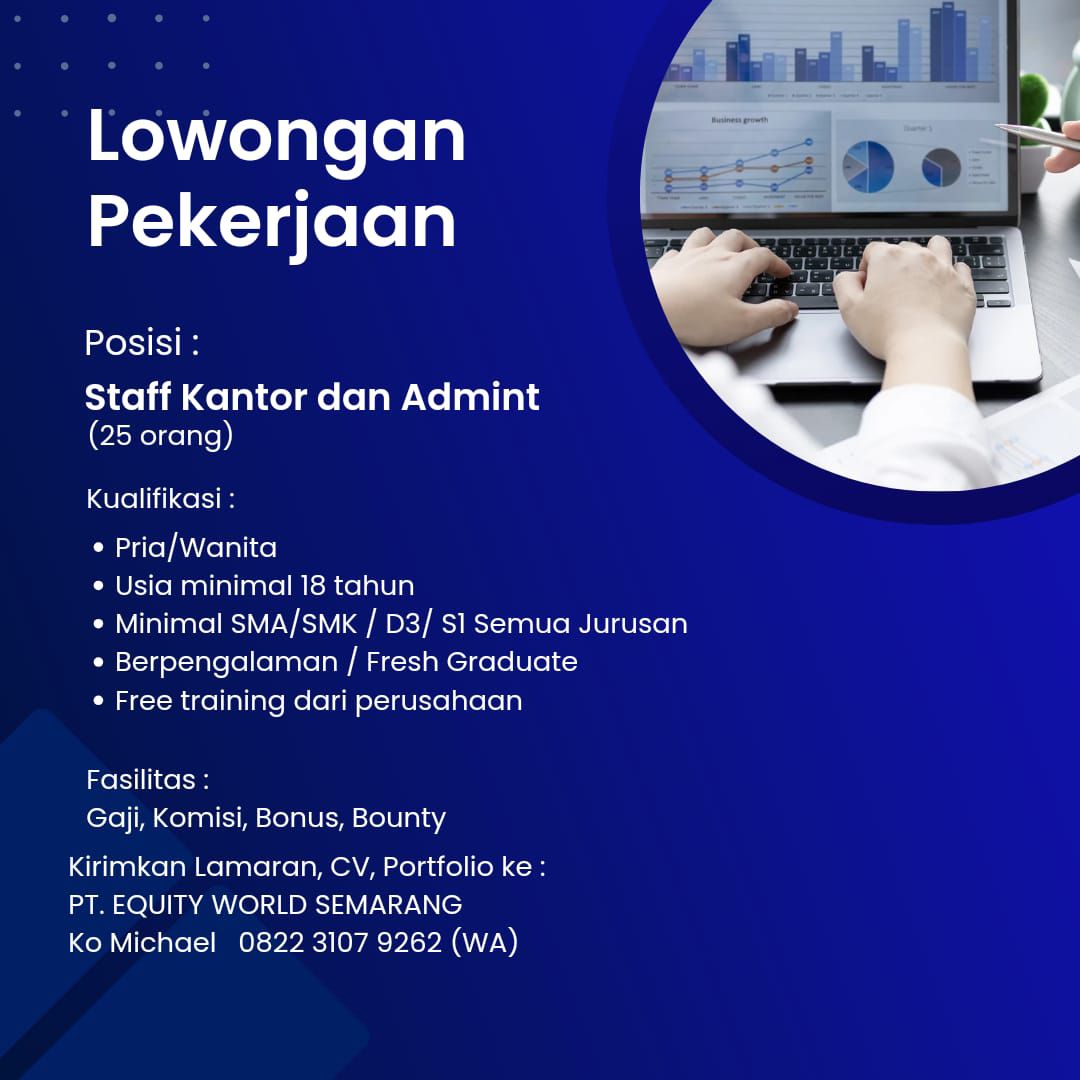 Lowongan
Pekerjaan
Business growth
Quarter 1
Posisi :
Staff Kantor dan Admint
(25 orang)
Kualifikasi :
• Pria/Wanita
• Usia minimal 18 tahun
• Minimal SMA/SMK / D3/ S1 Semua Jurusan
• Berpengalaman / Fresh Graduate
• Free training dari perusahaan
Fasilitas :
Gaji, Komisi, Bonus, Bounty
Kirimkan Lamaran, CV, Portfolio ke :
PT. EQUITY WORLD SEMARANG
Ko Michael 0822 3107 9262 (WA)